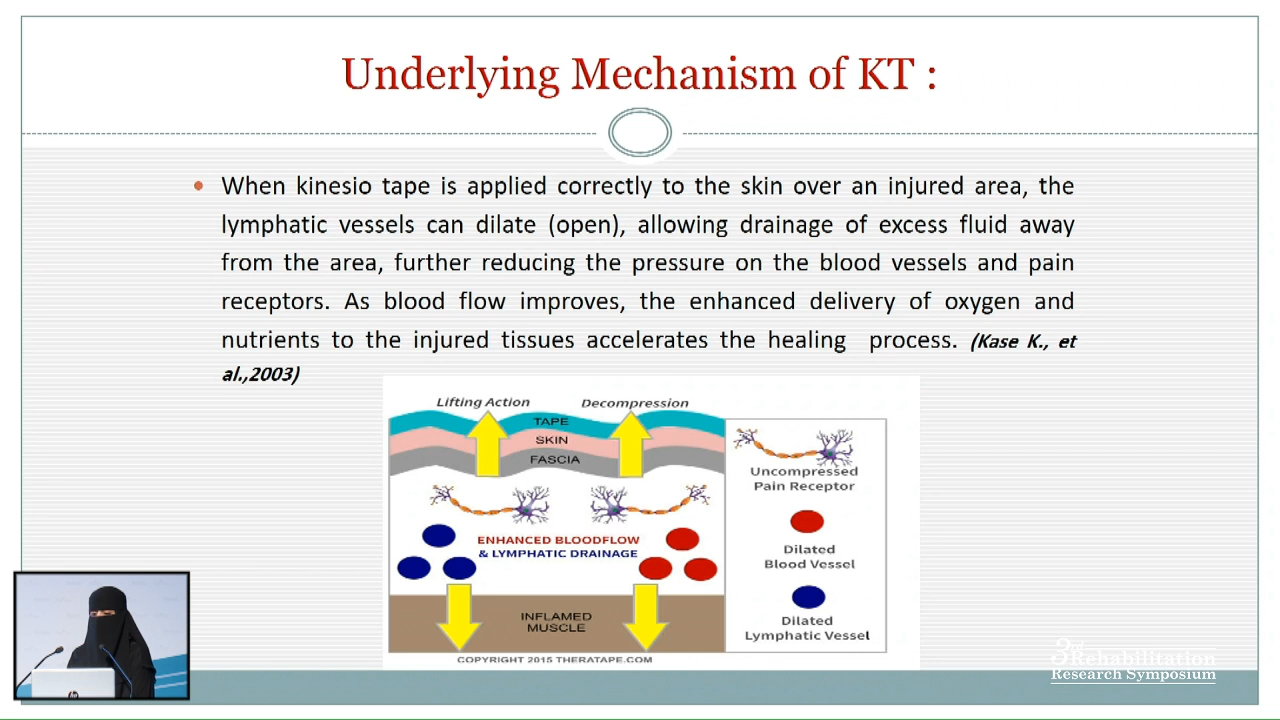 Underlying Mechanism of KT :
• When kinesio tape is applied correctly to the skin over an injured area, the
lymphatic vessels can dilate (open), allowing drainage of excess fluid away
from the area, further reducing the pressure on the blood vessels and pain
receptors. As blood flow improves, the enhanced delivery of oxygen and
nutrients to the injured tissues accelerates the healing process. (Kase K., et
al.,2003)
Lifting Action
Decompression
TAPE
SKIN
FASCIA
ENHANCED BLOODFLOW
& LYMPHATIC DRAINAGE
INFLAMED
MUSCLE
Uncompressed
Pain Receptor
Dilated
Blood Vessel
Dilated
Lymphatic Vessel
COPYRIGHT 2015 THERATAPE.COM
3rd
Rehabilitation
Research Symposium
hp